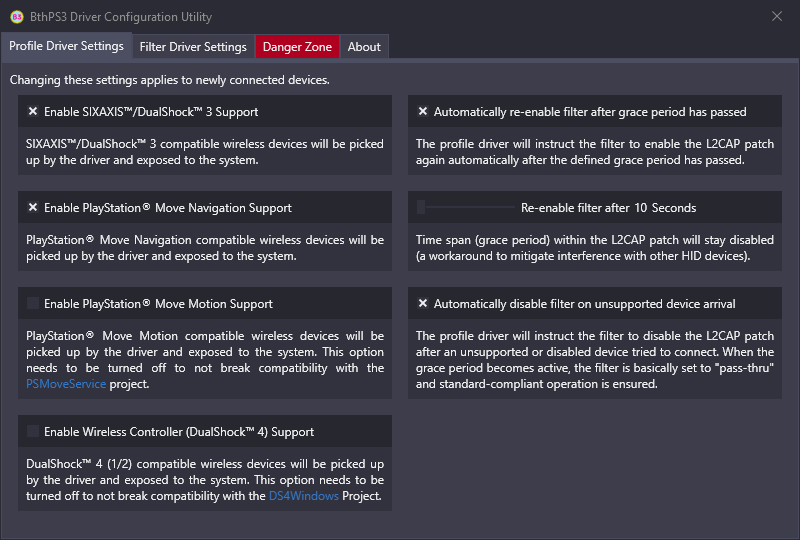 B3 BthPS3 Driver Configuration Utility
Profile Driver Settings Filter Driver Settings Danger Zone About
Changing these settings applies to newly connected devices.
Enable SIXAXIS™/DualShock™ 3 Support
SIXAXIS™/DualShock™ 3 compatible wireless devices will be picked
up by the driver and exposed to the system.
Enable PlayStation® Move Navigation Support
PlayStation® Move Navigation compatible wireless devices will be
picked up by the driver and exposed to the system.
Enable PlayStation® Move Motion Support
PlayStation® Move Motion compatible wireless devices will be
picked up by the driver and exposed to the system. This option
needs to be turned off to not break compatibility with the
PSMoveService project.
Enable Wireless Controller (DualShock™ 4) Support
DualShock™ 4 (1/2) compatible wireless devices will be picked up
by the driver and exposed to the system. This option needs to be
turned off to not break compatibility with the DS4Windows Project.
Automatically re-enable filter after grace period has passed
The profile driver will instruct the filter to enable the L2CAP patch
again automatically after the defined grace period has passed.
Re-enable filter after 10 Seconds
Time span (grace period) within the L2CAP patch will stay disabled
(a workaround to mitigate interference with other HID devices).
Automatically disable filter on unsupported device arrival
The profile driver will instruct the filter to disable the L2CAP patch
after an unsupported or disabled device tried to connect. When the
grace period becomes active, the filter is basically set to "pass-thru"
and standard-compliant operation is ensured.